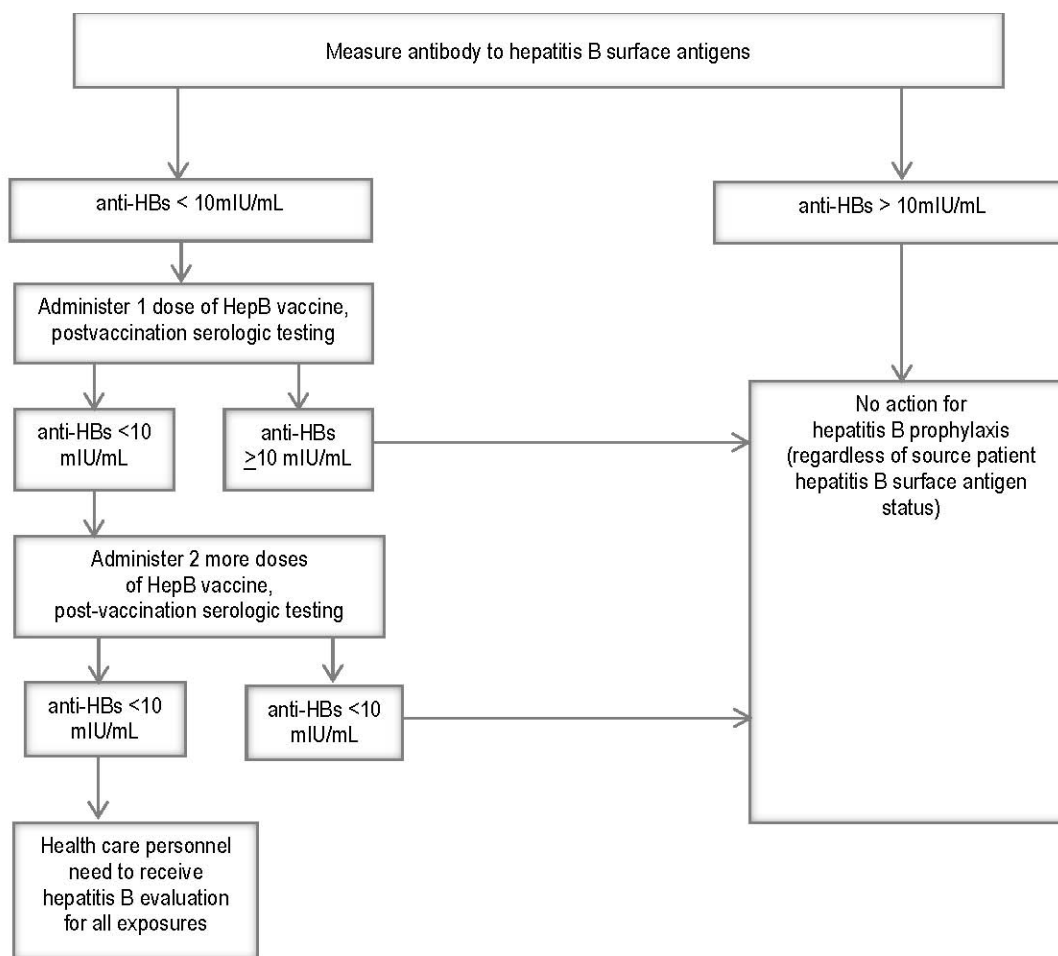 Measure antibody to hepatitis B surface antigens
anti-HBs < 10mIU/mL
anti-HBs > 10mIU/mL
Administer 1 dose of HepB vaccine,
postvaccination serologic testing
anti-HBs <10
mIU/mL
anti-HBs
≥10 mIU/mL
No action for
hepatitis B prophylaxis
(regardless of source patient
hepatitis B surface antigen
status)
Administer 2 more doses
of HepB vaccine,
post-vaccination serologic testing
anti-HBs <10
mIU/mL
anti-HBs <10
mIU/mL
Health care personnel
need to receive
hepatitis B evaluation
for all exposures